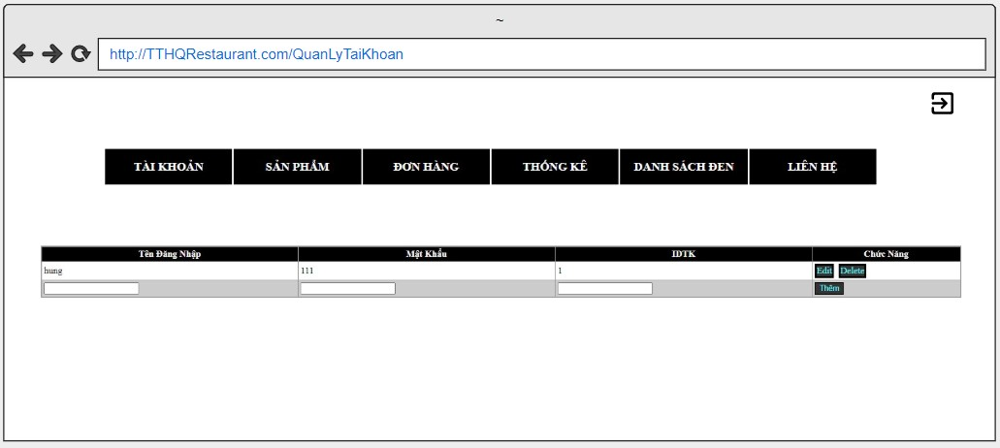 ~
http://TTHQRestaurant.com/QuanLyTaiKhoan
TÀI KHOẢN SẢN PHẨM ĐƠN HÀNG THỐNG KÊ DANH SÁCH ĐEN LIÊN HỆ
Tên Đăng Nhập Mật Khẩu IDTK Chức Năng
hung 111 1 Edit Delete
Thêm